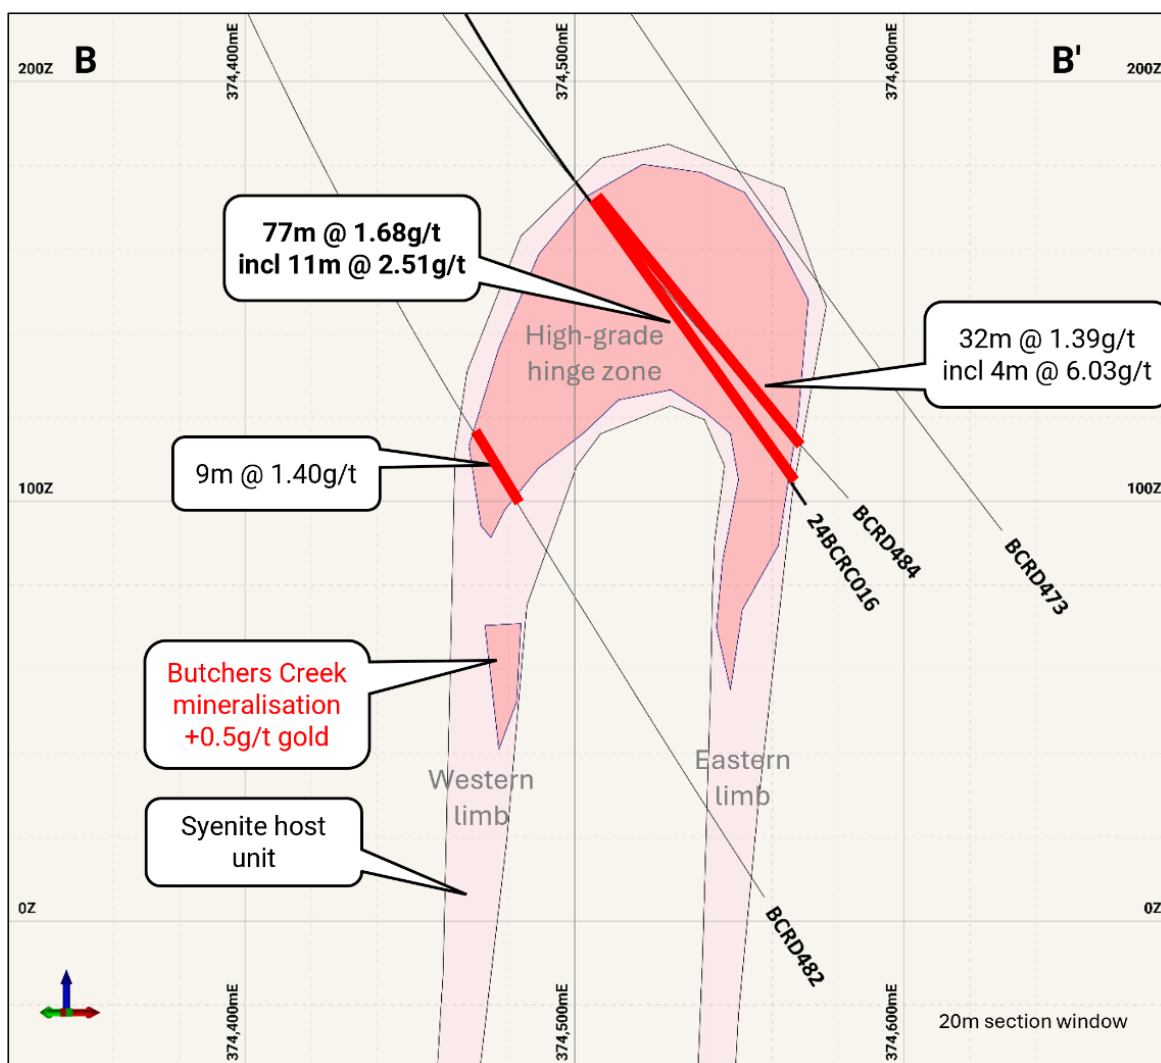 B
B'
374,400mE
374,500mE
374,600mE
200Z
200Z
77m @ 1.68g/t
incl 11m @ 2.51g/t
High-grade
hinge zone
32m @ 1.39g/t
incl 4m @ 6.03g/t
9m @ 1.40g/t
100Z
100Z
24BCRC016
BCRD484
BCRD473
Butchers Creek
mineralisation
+0.5g/t gold
Western
limb
Eastern
limb
Syenite host
unit
0Z
0Z
BCRD482
374,400mE
374,500mE
374,600mE
20m section window